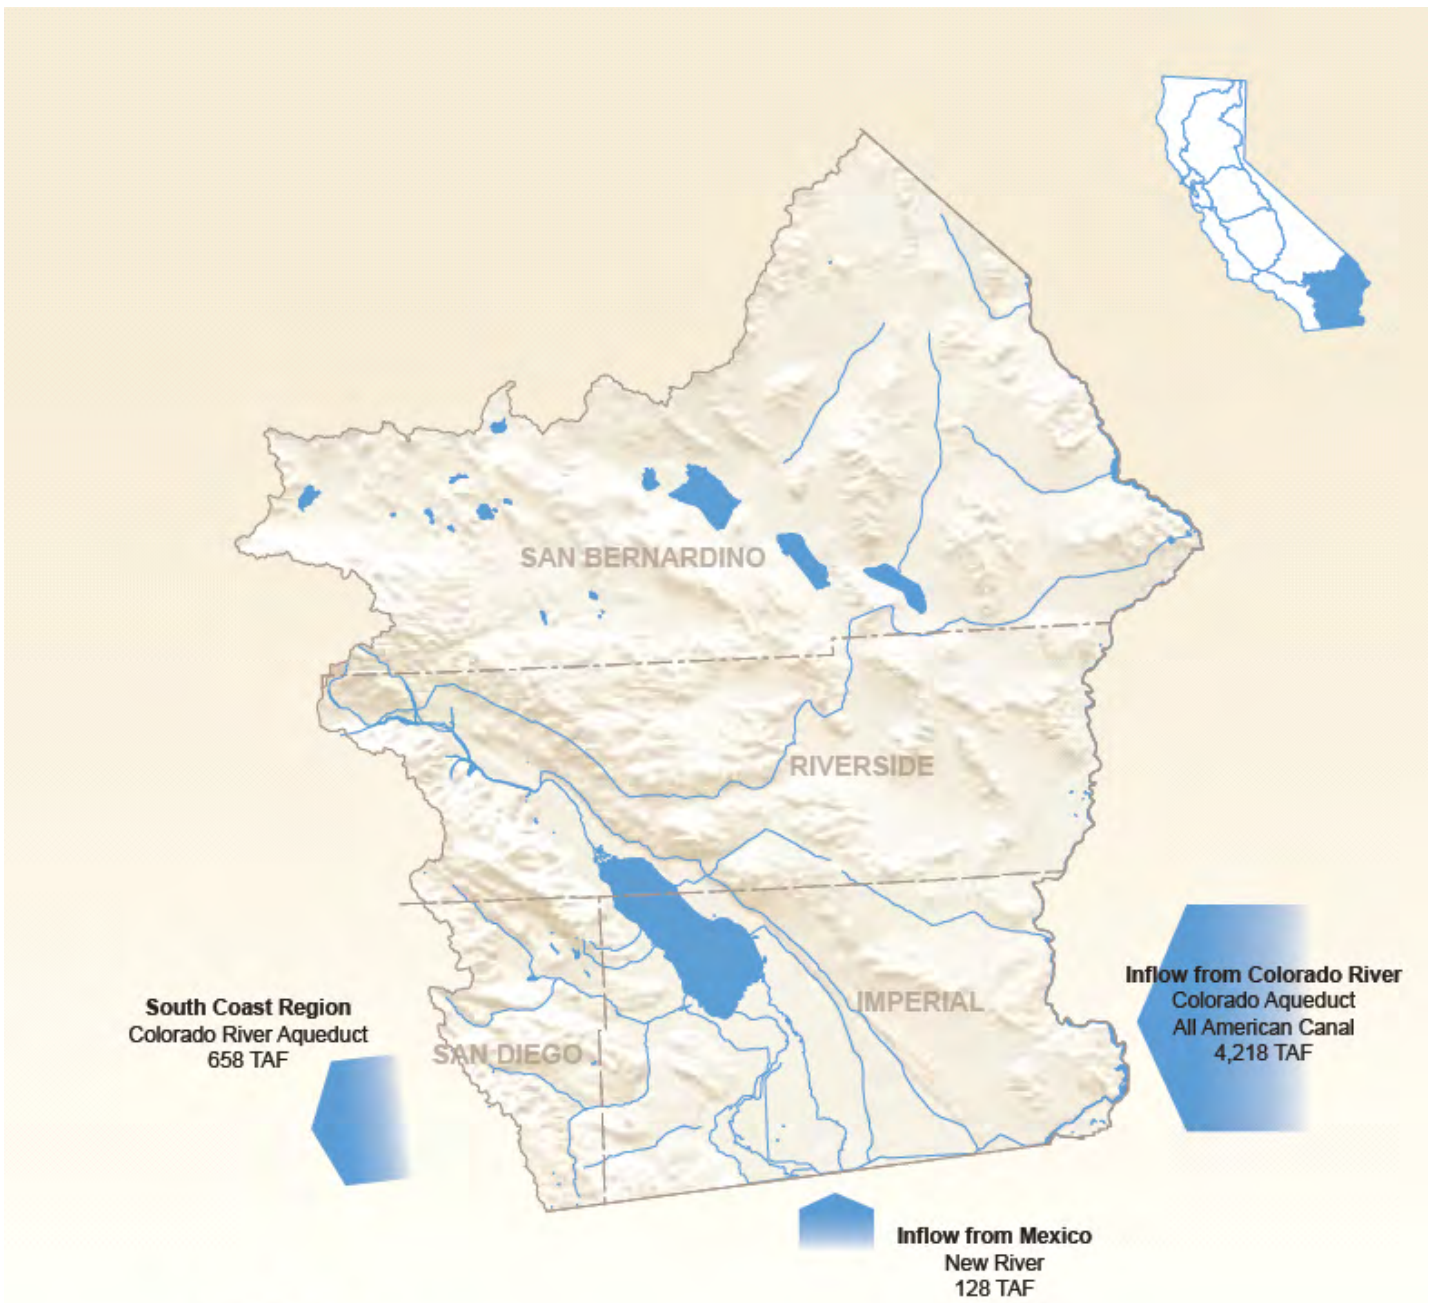 SAN BERNARDINO
RIVERSIDE
IMPERIAL
SAN DIEGO
Inflow from Colorado River
Colorado Aqueduct
All American Canal
4,218 TAF
South Coast Region
Colorado River Aqueduct
658 TAF
Inflow from Mexico
New River
128 TAF